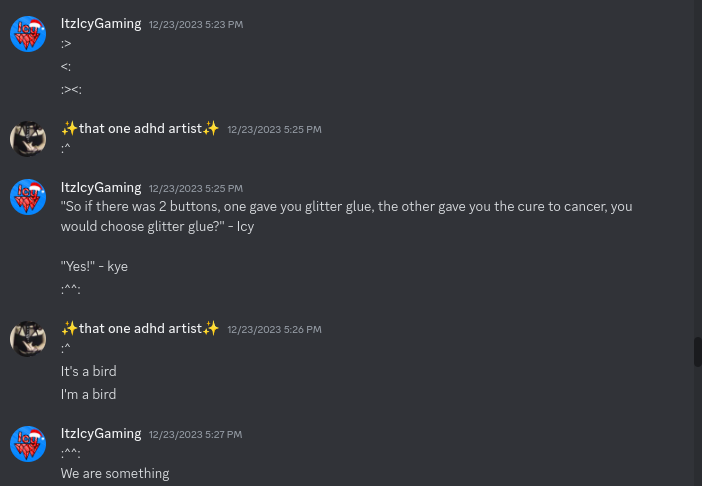 ItzIcyGaming 12/23/2023 5:23 PM
:>
<:
:><:
✨that one adhd artist✨ 12/23/2023 5:25 PM
:^
ItzIcyGaming 12/23/2023 5:25 PM
"So if there was 2 buttons, one gave you glitter glue, the other gave you the cure to cancer, you
would choose glitter glue?" - Icy
"Yes!" - kye
:^^:
✨that one adhd artist✨ 12/23/2023 5:26 PM
:^
It's a bird
I'm a bird
ItzIcyGaming 12/23/2023 5:27 PM
:^^:
We are something